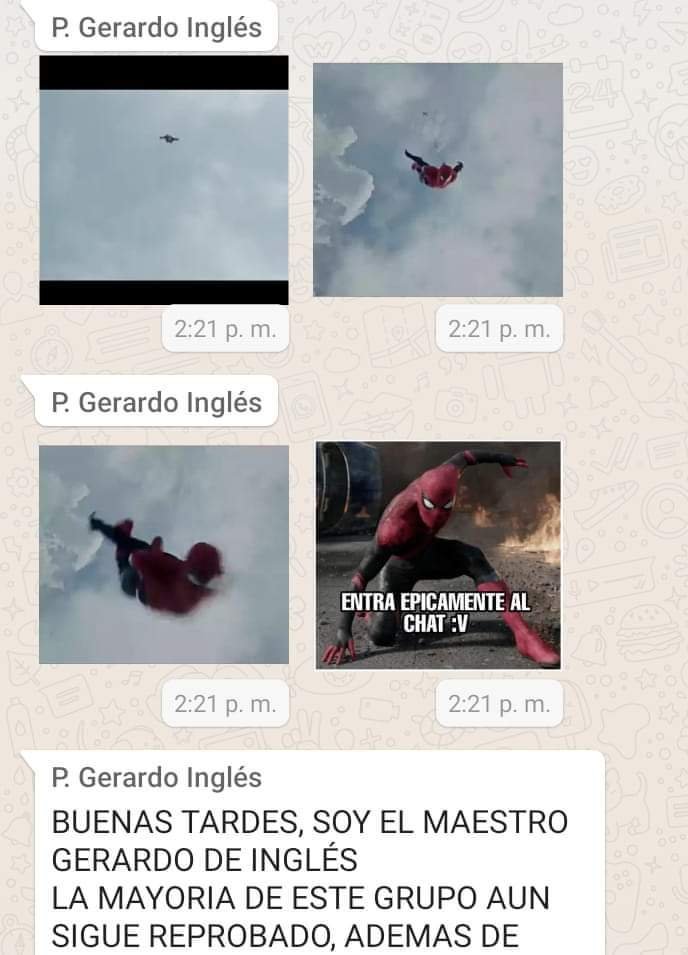 P. Gerardo Inglés
2:21 p. m.
2:21 p. m.
P. Gerardo Inglés
ENTRA EPICAMENTE AL
CHAT :V
2:21 p. m.
2:21 p. m.
P. Gerardo Inglés
BUENAS TARDES, SOY EL MAESTRO
GERARDO DE INGLÉS
LA MAYORIA DE ESTE GRUPO AUN
SIGUE REPROBADO, ADEMAS DE